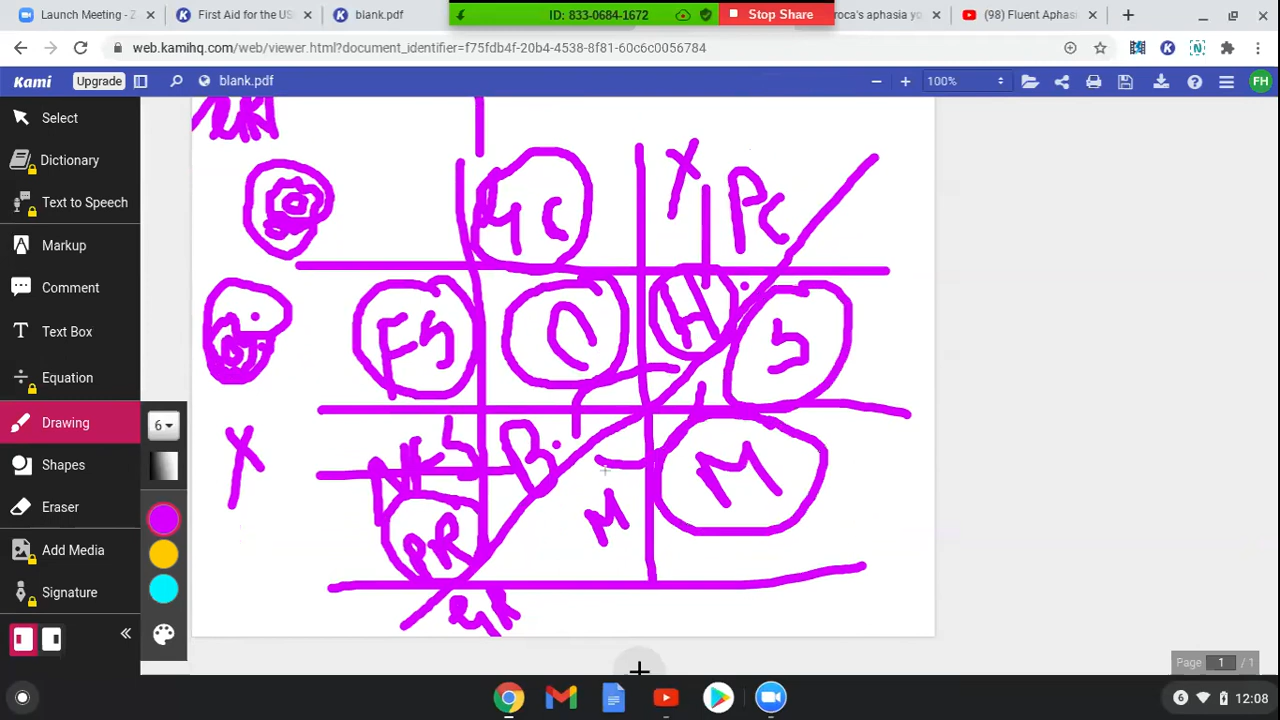 Launch Meeting - Z
First Aid for the US
blank.pdf
ID: 833-0684-1672
Stop Share
roca's aphasia yo
(98) Fluent Aphas
web.kamihq.com/web/viewer.html?document_identifier=f75fdb4f-20b4-4538-8f81-60c6c0056784
Kami
Upgrade
blank.pdf
100%
FH
Select
Dictionary
Text to Speech
Markup
Comment
Text Box
Equation
Drawing
Shapes
Eraser
Add Media
Signature
6
X
PC
FS
H
S
X
B
M
M
PR
Page 1 / 1
6
12:08